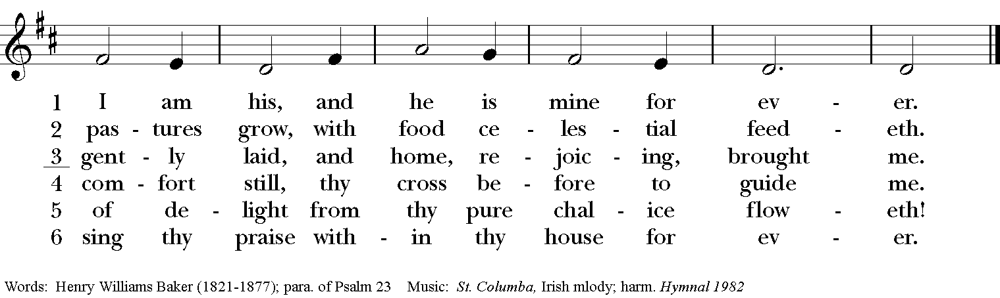 1 I am his, and he is mine for ev - er.
2 pas - tures grow, with food ce - les - tial feed - eth.
3 gent - ly laid, and home, re - joic - ing, brought me.
4 com - fort still, thy cross be - fore to guide me.
5 of de - light from thy pure chal - ice flow - eth!
6 sing thy praise with - in thy house for ev - er.
Words: Henry Williams Baker (1821-1877); para. of Psalm 23 Music: St. Columba, Irish mlody; harm. Hymnal 1982